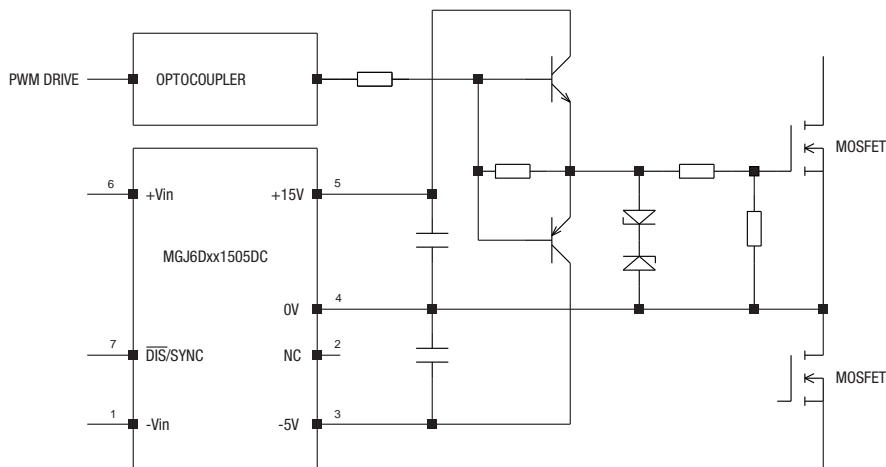 PWM DRIVE
OPTOCOUPLER
MOSFET
6
+Vin
+15V
5
MGJ6Dxx1505DC
0V
4
7
DIS/SYNC
NC
2
MOSFET
1
-Vin
-5V
3